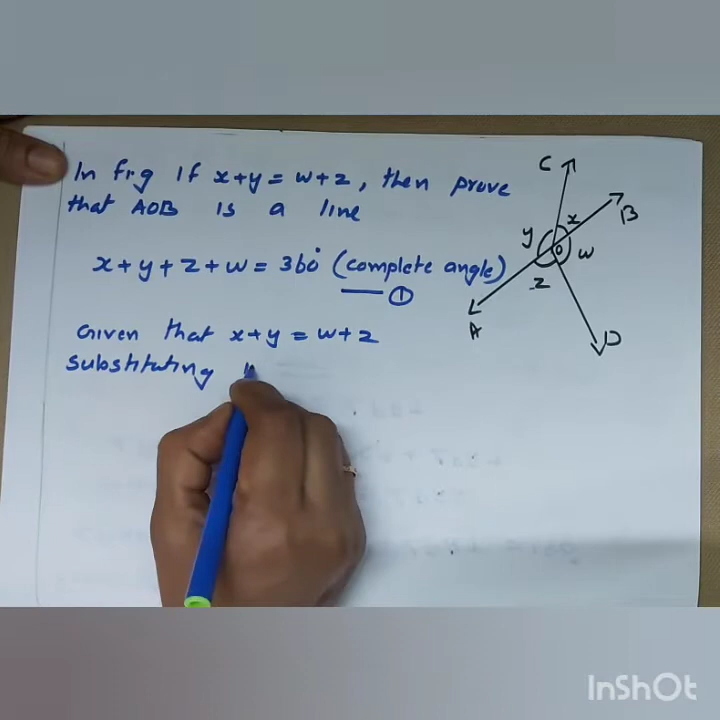 In fig if x+y = w+z, then prove
that AOB is a line
x+y+z+w = 360° (complete angle)
①
Given that x+y = w+z
substituting
C
B
x
y
O
w
z
A
D
InShOt